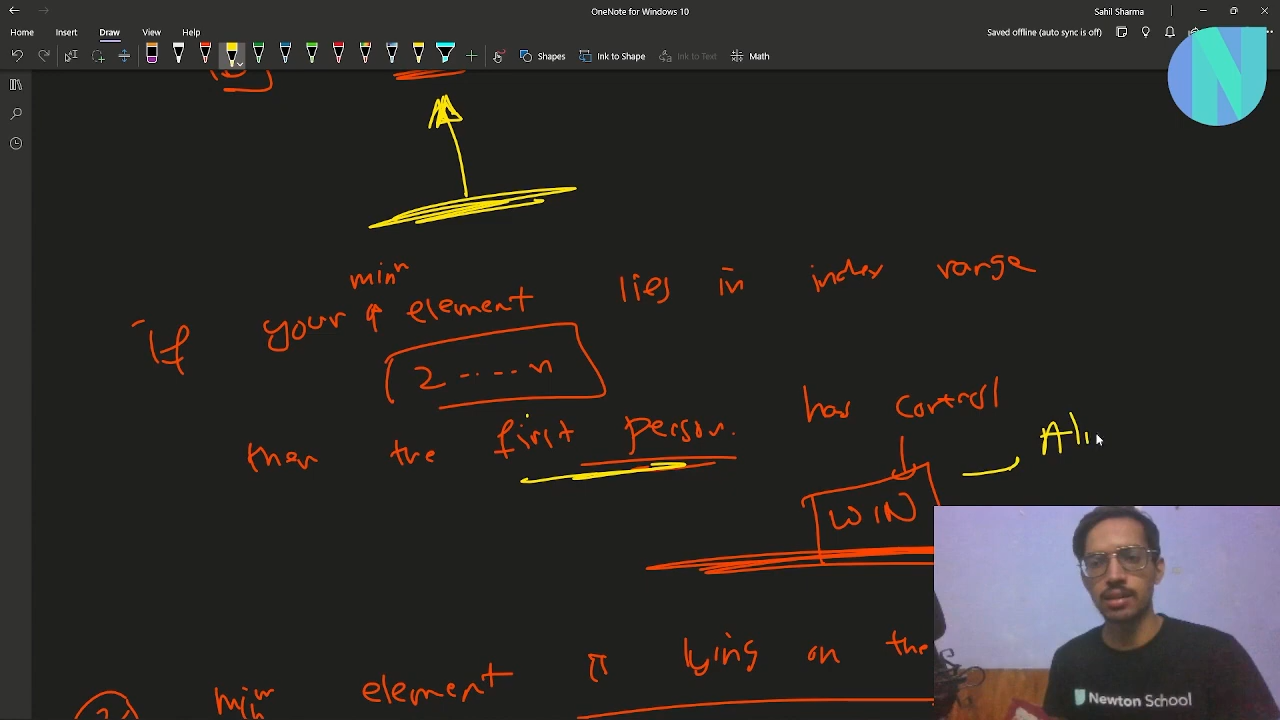 OneNote for Windows 10
Sahil Sharma
Home Insert Draw View Help
Saved offline (auto sync is off)
Shapes Ink to Shape Ink to Text Math
If your minⁿ element lies in index range
2 ----- n
then the first person. has control
WIN
Ali
minᵐ element is lying on the
Newton School